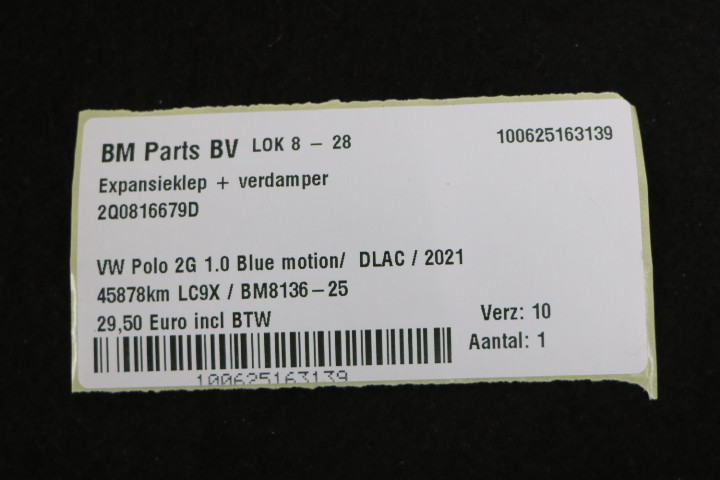 BM Parts BV LOK 8 – 28 100625163139
Expansieklep + verdamper
2Q0816679D
VW Polo 2G 1.0 Blue motion/ DLAC / 2021
45878km LC9X / BM8136–25
29,50 Euro incl BTW Verz: 10
Aantal: 1
100625163139